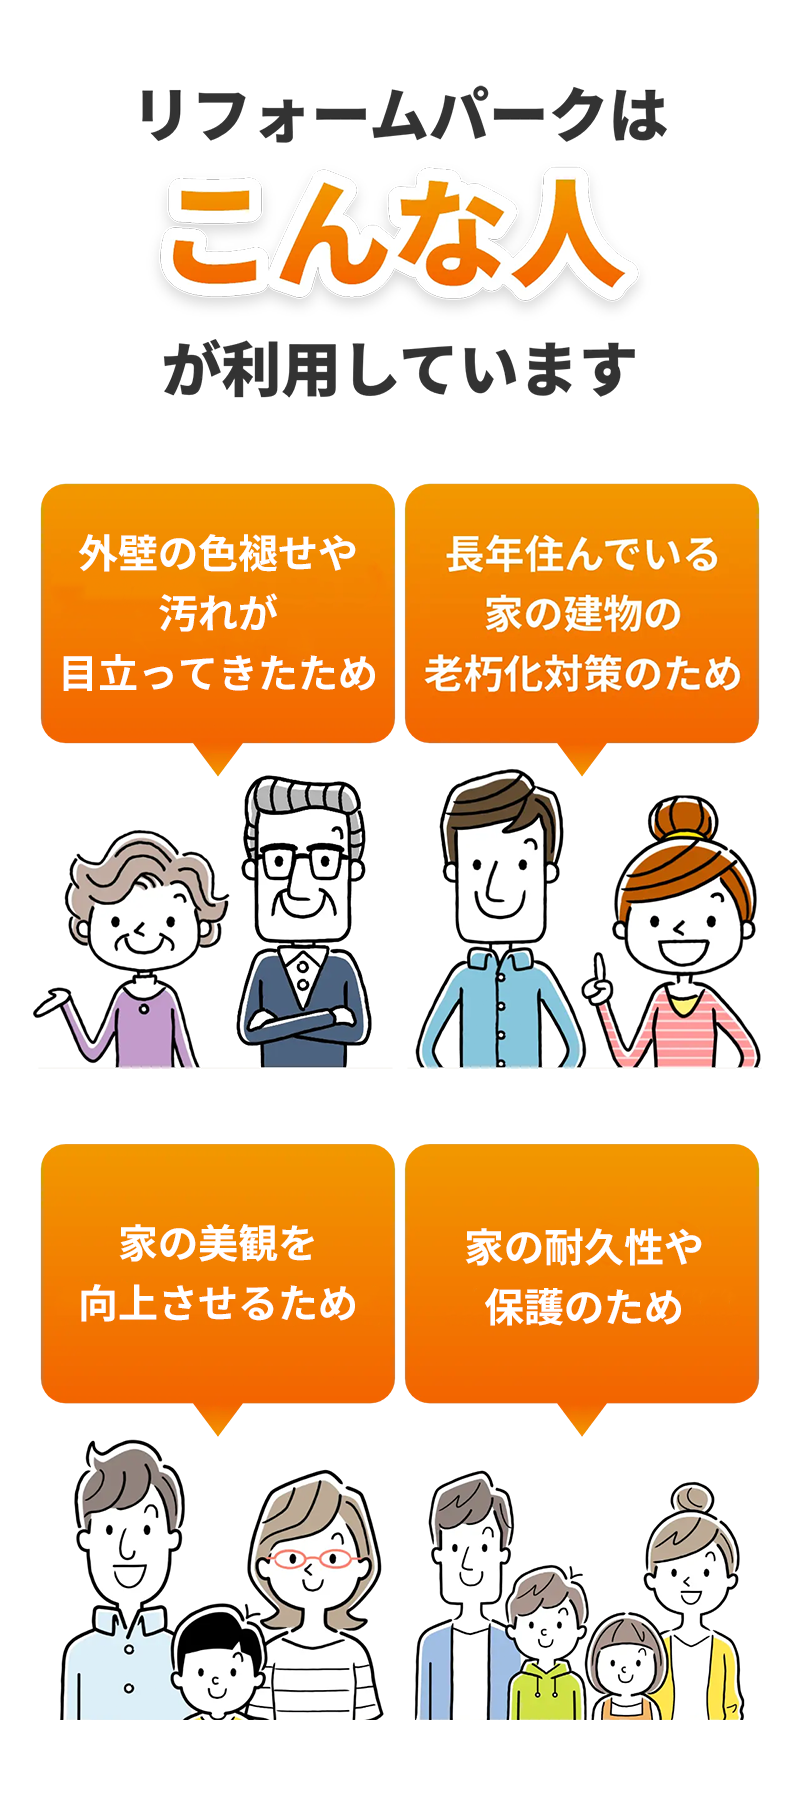 リフォームパークは
こんな人
が利用しています
外壁の色褪せや
汚れが
目立ってきたため
長年住んでいる
家の建物の
老朽化対策のため
家の美観を
向上させるため
家の耐久性や
保護のため